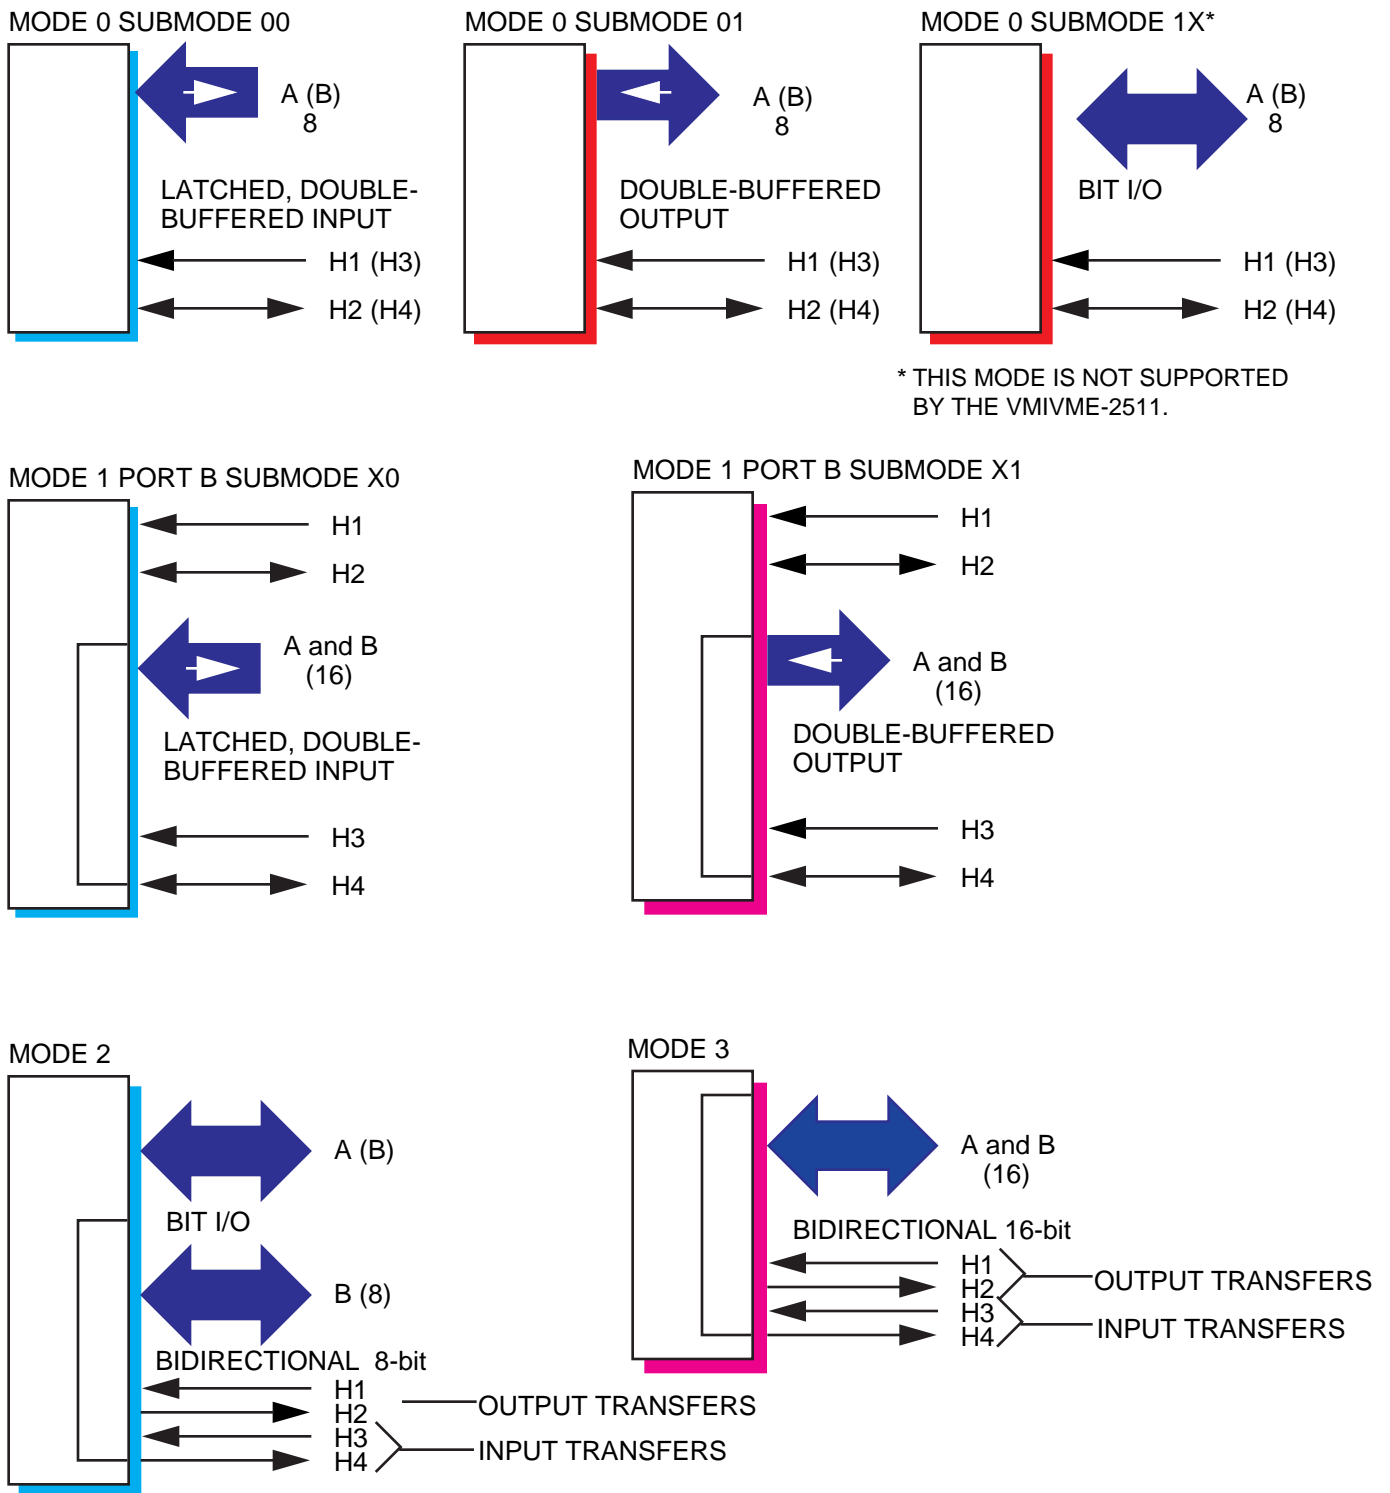 MODE 0 SUBMODE 00
A (B)
8
LATCHED, DOUBLE-
BUFFERED INPUT
H1 (H3)
H2 (H4)
MODE 0 SUBMODE 01
A (B)
8
DOUBLE-BUFFERED
OUTPUT
H1 (H3)
H2 (H4)
MODE 0 SUBMODE 1X*
A (B)
8
BIT I/O
H1 (H3)
H2 (H4)
* THIS MODE IS NOT SUPPORTED
BY THE VMIVME-2511.
MODE 1 PORT B SUBMODE X0
H1
H2
A and B
(16)
LATCHED, DOUBLE-
BUFFERED INPUT
H3
H4
MODE 1 PORT B SUBMODE X1
H1
H2
A and B
(16)
DOUBLE-BUFFERED
OUTPUT
H3
H4
MODE 2
A (B)
BIT I/O
B (8)
BIDIRECTIONAL 8-bit
H1
H2
H3
H4
OUTPUT TRANSFERS
INPUT TRANSFERS
MODE 3
A and B
(16)
BIDIRECTIONAL 16-bit
H1
H2
H3
H4
OUTPUT TRANSFERS
INPUT TRANSFERS